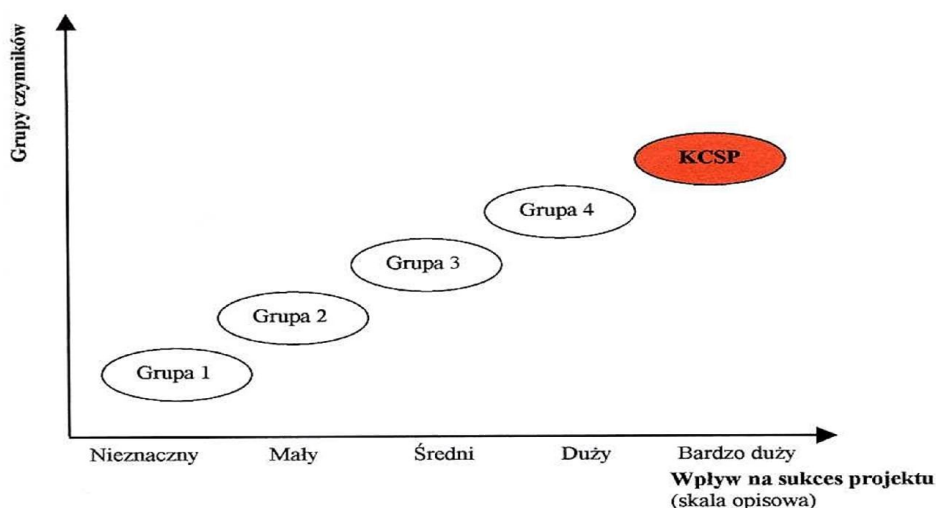 Grupy czynników
KCSP
Grupa 4
Grupa 3
Grupa 2
Grupa 1
Nieznaczny
Mały
Średni
Duży
Bardzo duży
Wpływ na sukces projektu
(skala opisowa)